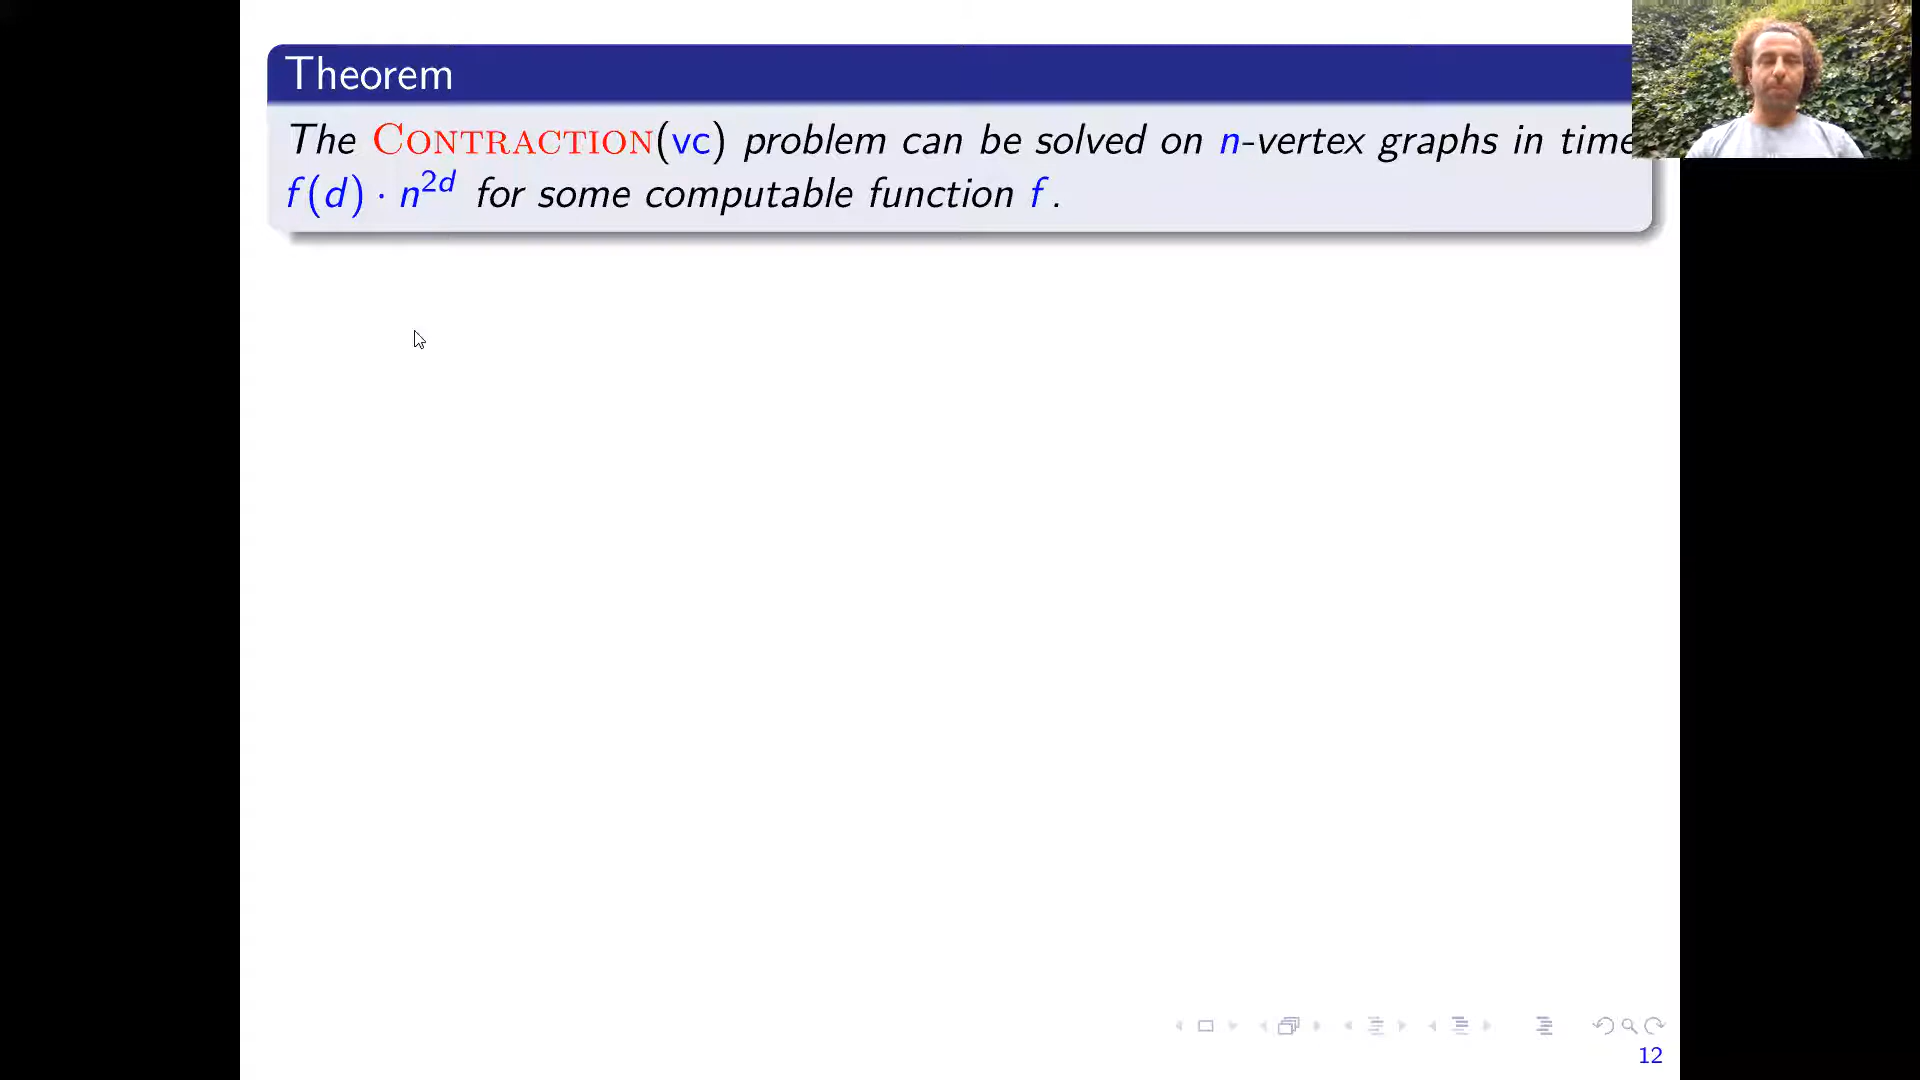 Theorem
The CONTRACTION(vc) problem can be solved on n-vertex graphs in time
f(d) · n^{2d} for some computable function f.
12